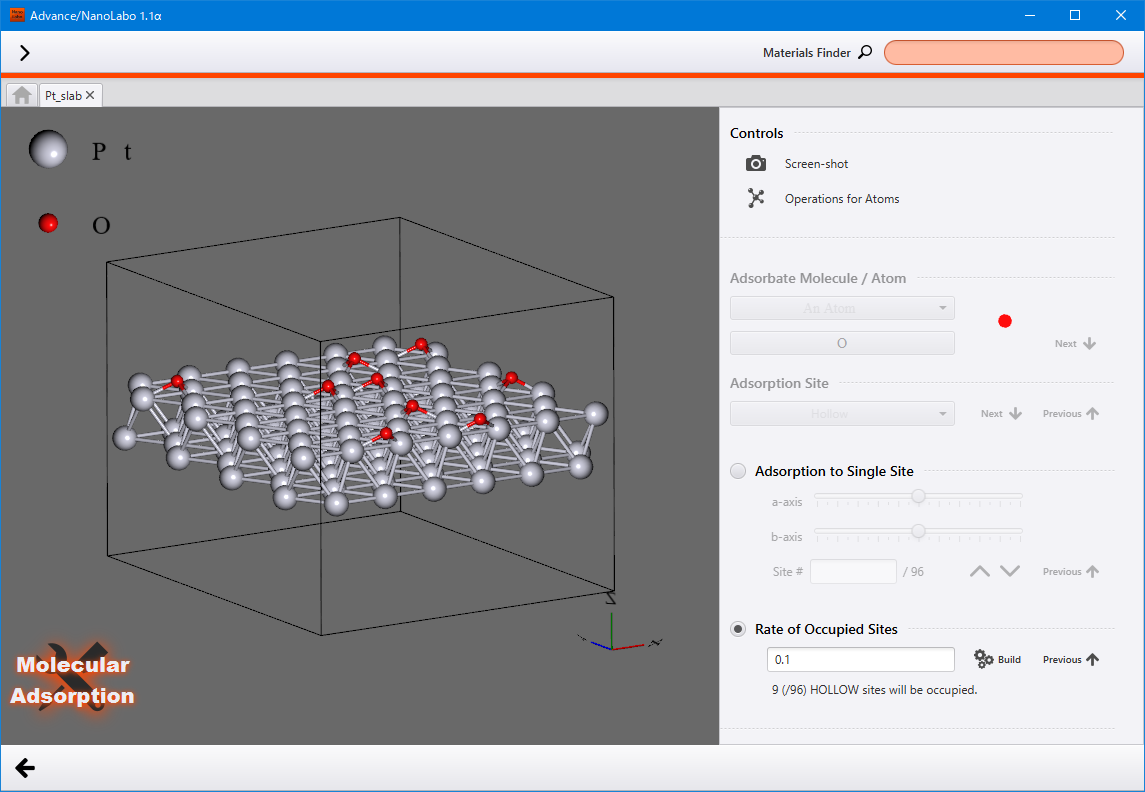 Advance/NanoLabo 1.1α
Materials Finder
Pt_slab
P t
O
Molecular
Adsorption
Controls
Screen-shot
Operations for Atoms
Adsorbate Molecule / Atom
An Atom
O
Next
Adsorption Site
Hollow
Next Previous
Adsorption to Single Site
a-axis
b-axis
Site # / 96 Previous
Rate of Occupied Sites
0.1 Build Previous
9 (/96) HOLLOW sites will be occupied.